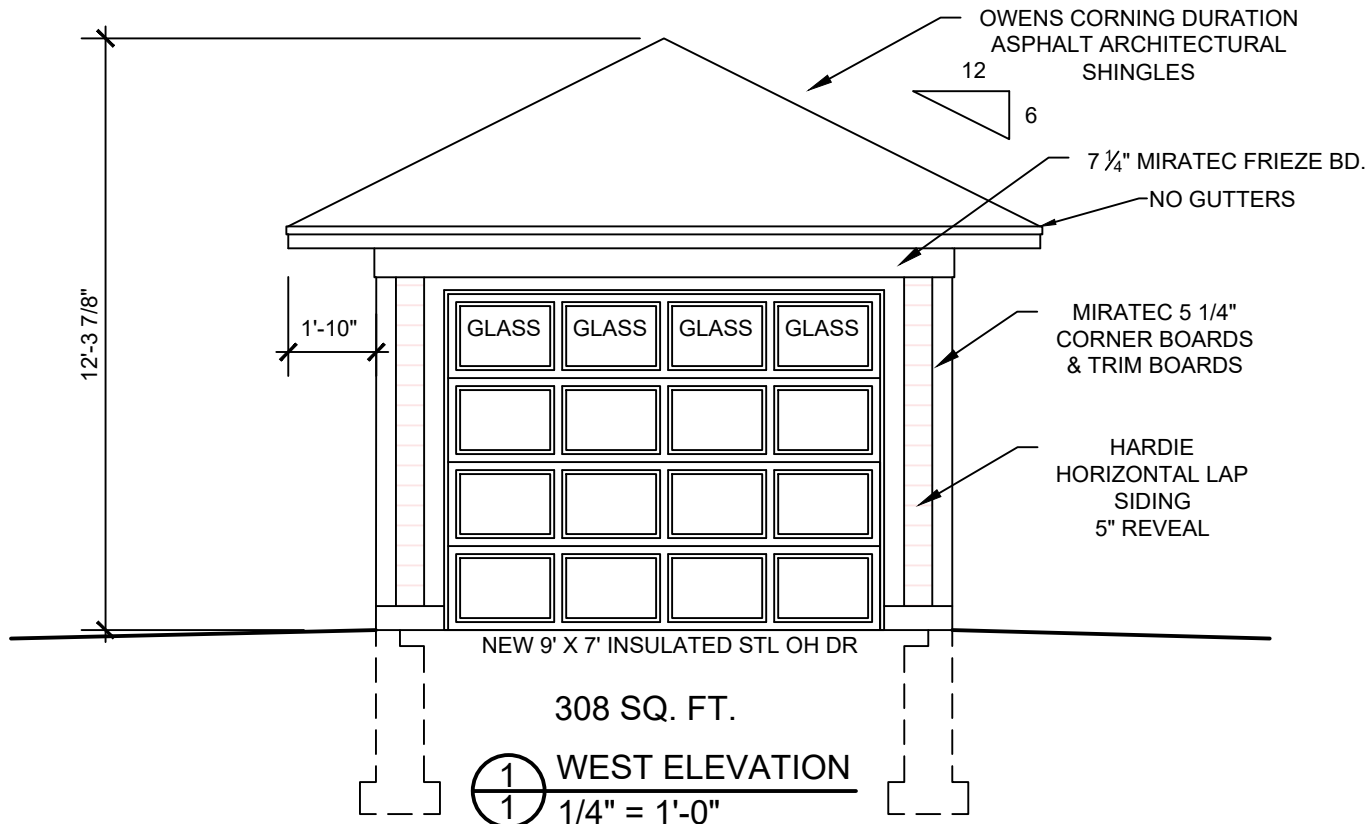 OWENS CORNING DURATION
ASPHALT ARCHITECTURAL
SHINGLES
12
6
7 1/4" MIRATEC FRIEZE BD.
NO GUTTERS
12'-3 7/8"
1'-10"
GLASS GLASS GLASS GLASS
MIRATEC 5 1/4"
CORNER BOARDS
& TRIM BOARDS
HARDIE
HORIZONTAL LAP
SIDING
5" REVEAL
NEW 9' X 7' INSULATED STL OH DR
308 SQ. FT.
1
1
WEST ELEVATION
1/4" = 1'-0"